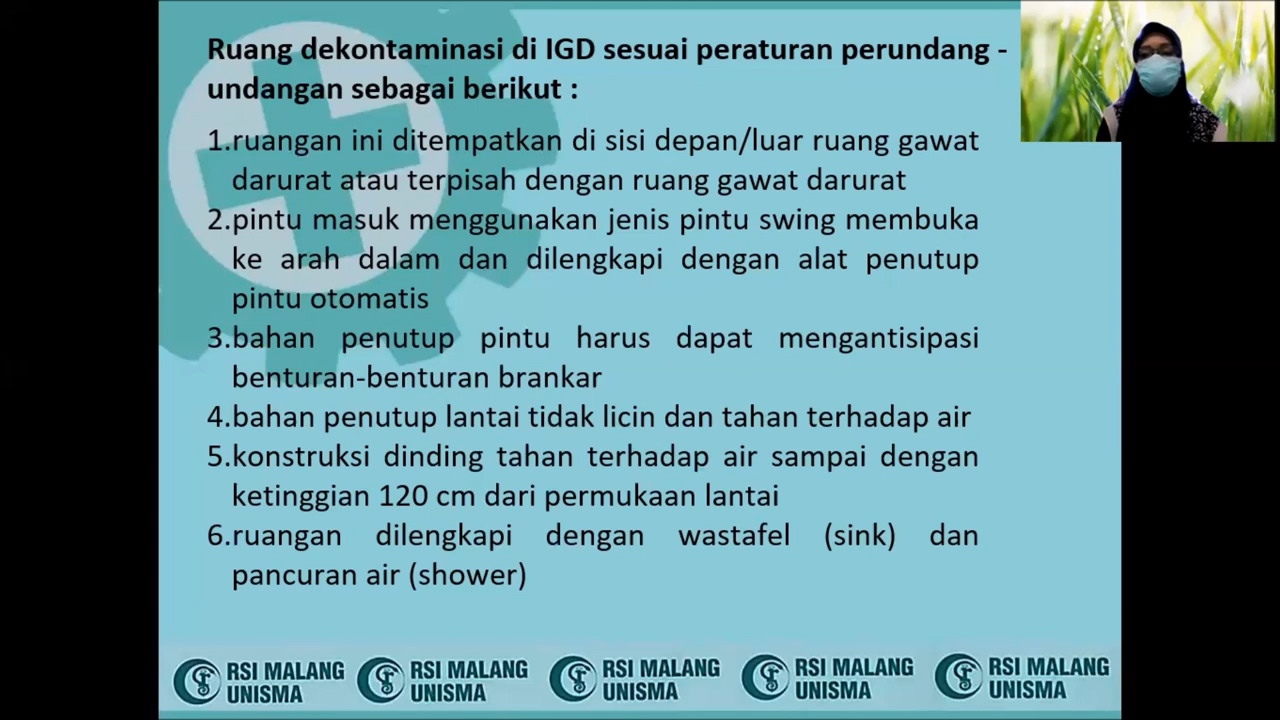 Ruang dekontaminasi di IGD sesuai peraturan perundang -
undangan sebagai berikut :
1.ruangan ini ditempatkan di sisi depan/luar ruang gawat
darurat atau terpisah dengan ruang gawat darurat
2.pintu masuk menggunakan jenis pintu swing membuka
ke arah dalam dan dilengkapi dengan alat penutup
pintu otomatis
3.bahan penutup pintu harus dapat mengantisipasi
benturan-benturan brankar
4.bahan penutup lantai tidak licin dan tahan terhadap air
5.konstruksi dinding tahan terhadap air sampai dengan
ketinggian 120 cm dari permukaan lantai
6.ruangan dilengkapi dengan wastafel (sink) dan
pancuran air (shower)
RSI MALANG UNISMA
RSI MALANG UNISMA
RSI MALANG UNISMA
RSI MALANG UNISMA
RSI MALANG UNISMA